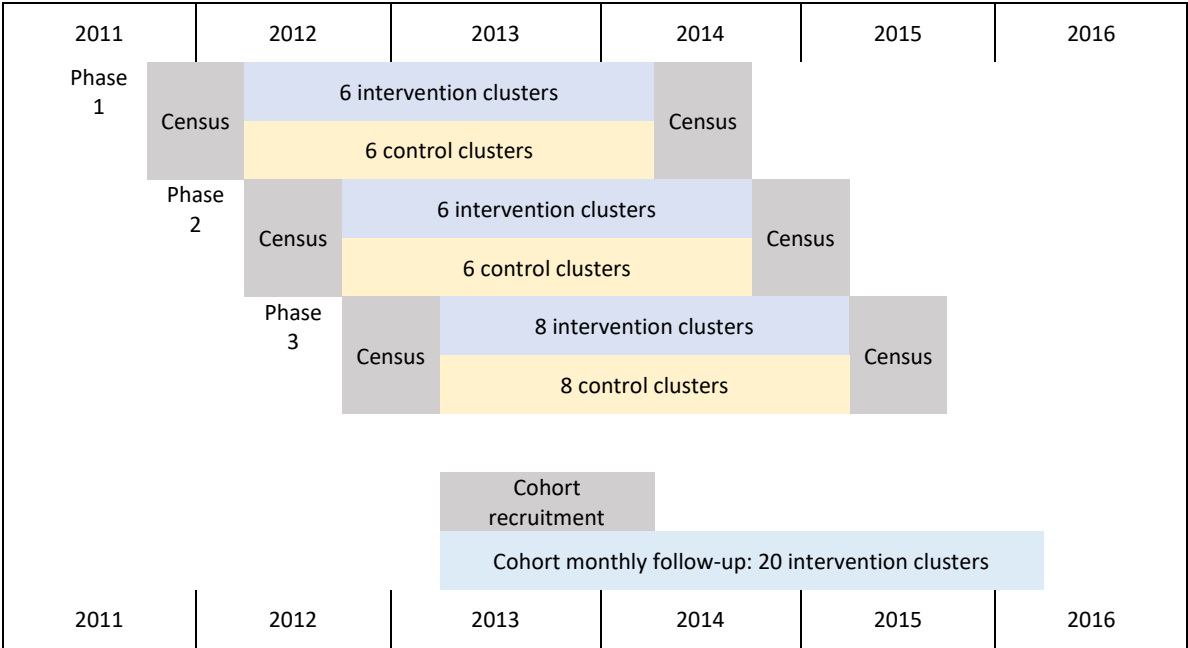 2011 2012 2013 2014 2015 2016
Phase
1
Census
6 intervention clusters
6 control clusters
Census
Phase
2
Census
6 intervention clusters
6 control clusters
Census
Phase
3
Census
8 intervention clusters
8 control clusters
Census
Cohort
recruitment
Cohort monthly follow-up: 20 intervention clusters
2011 2012 2013 2014 2015 2016